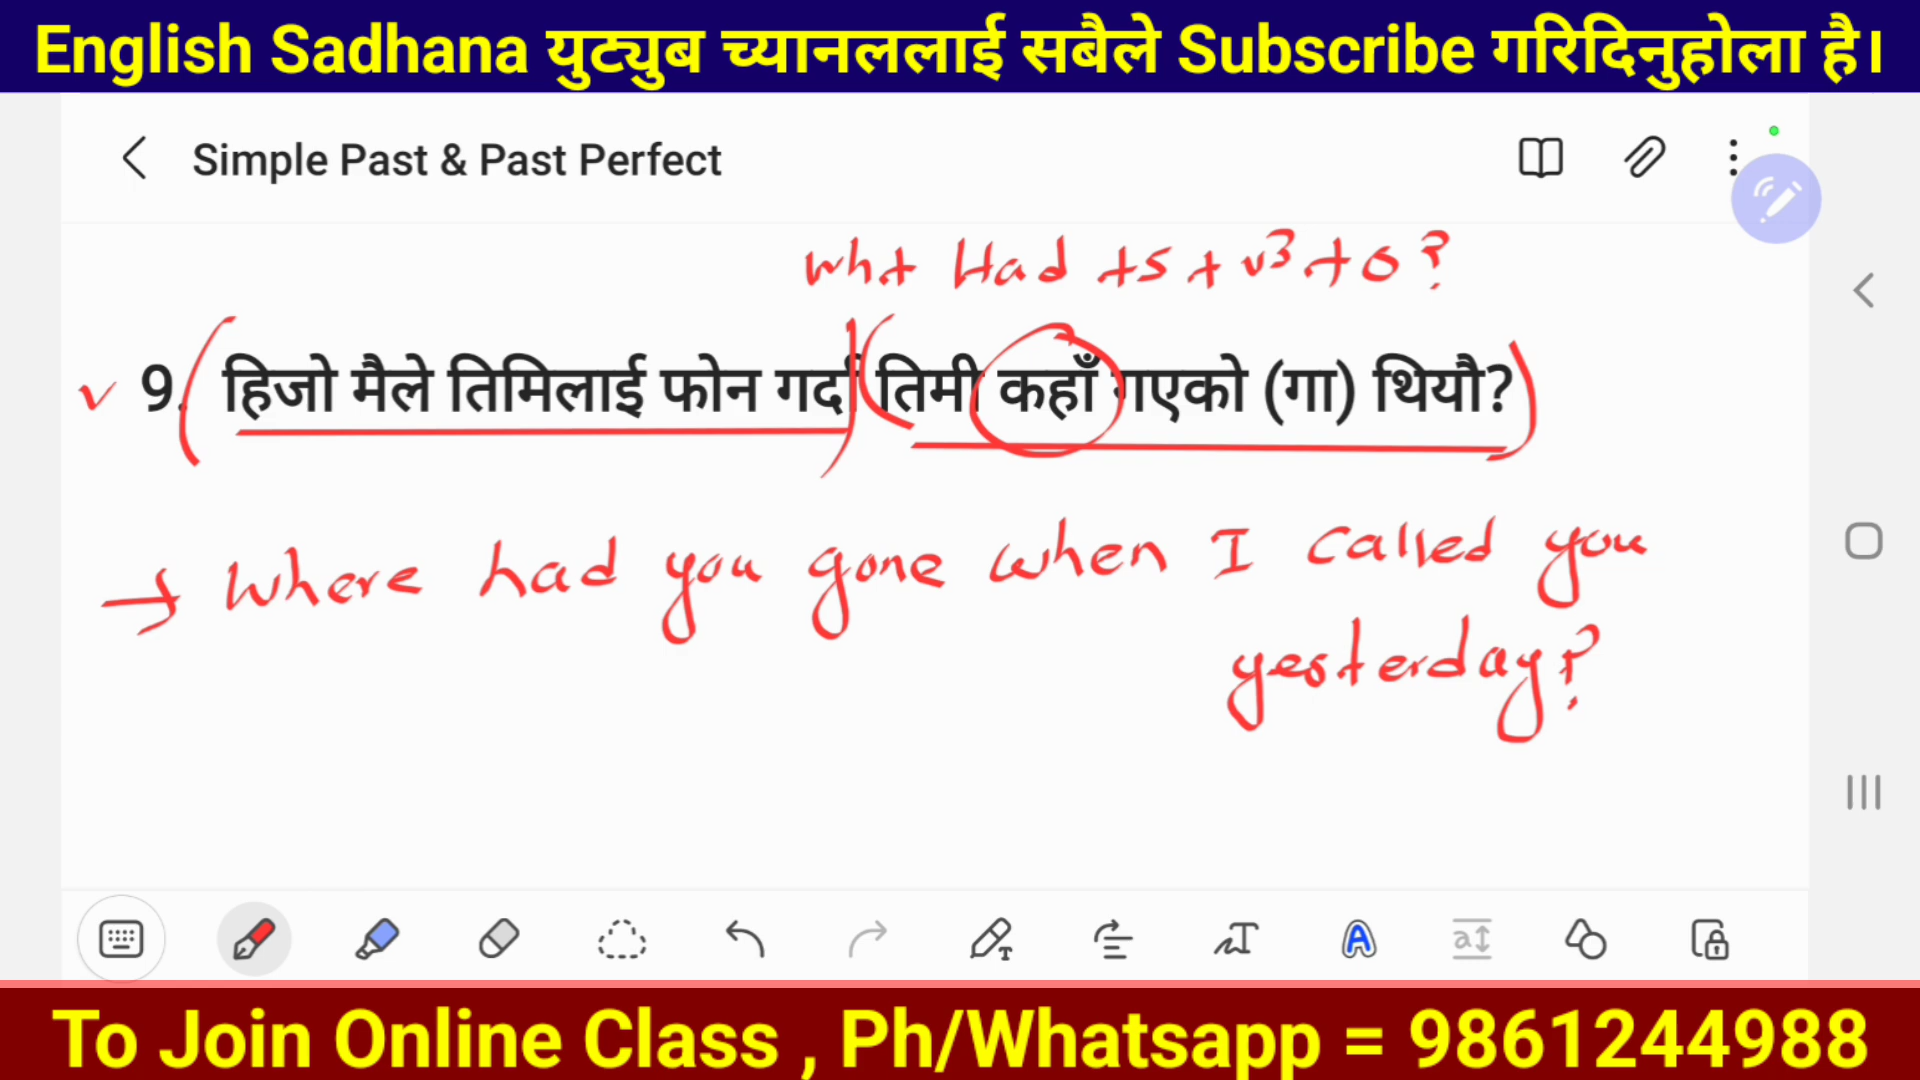 English Sadhana युट्युब च्यानललाई सबैले Subscribe गरिदिनुहोला है।
Simple Past & Past Perfect
wh+ Had +S + v3 + o ?
9. हिजो मैले तिमिलाई फोन गर्दा तिमी कहाँ गएको (गा) थियौ?
→ Where had you gone when I called you
yesterday?
To Join Online Class , Ph/Whatsapp = 9861244988